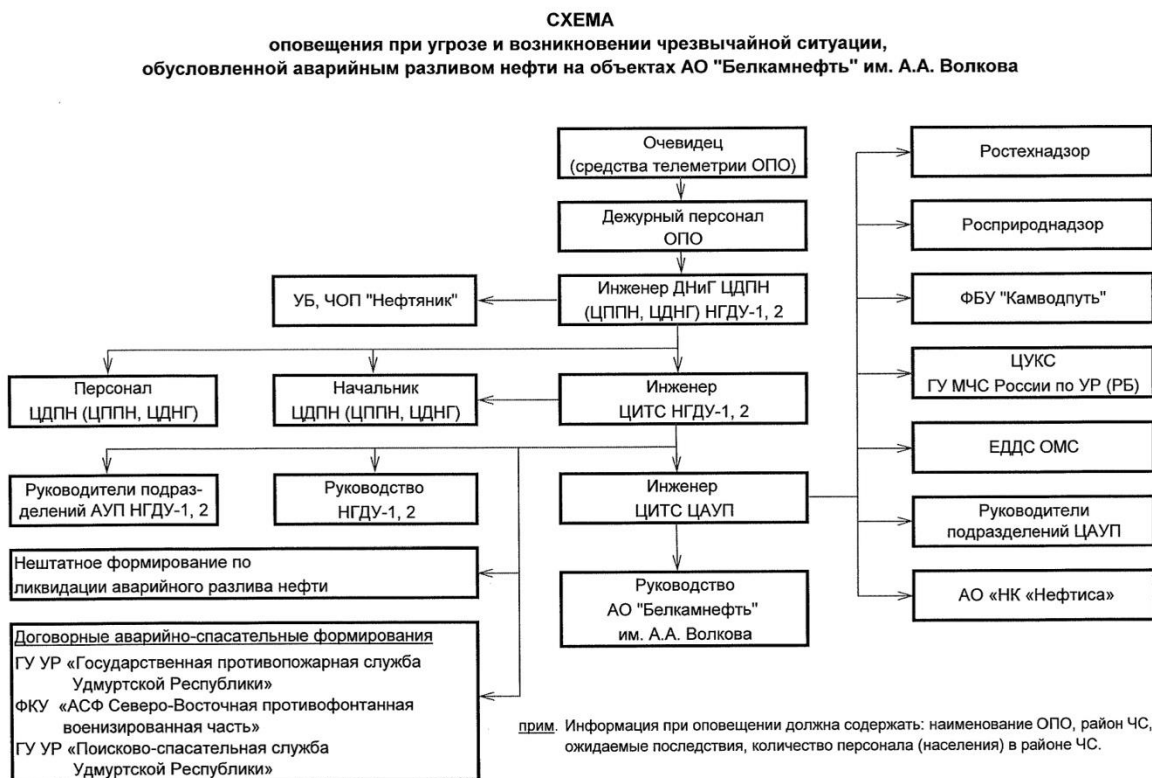 СХЕМА
оповещения при угрозе и возникновении чрезвычайной ситуации,
обусловленной аварийным разливом нефти на объектах АО "Белкамнефть" им. А.А. Волкова
Очевидец
(средства телеметрии ОПО)
Дежурный персонал
ОПО
УБ, ЧОП "Нефтяник"
Инженер ДНиГ ЦДПН
(ЦППН, ЦДНГ) НГДУ-1, 2
Персонал
ЦДПН (ЦППН, ЦДНГ)
Начальник
ЦДПН (ЦППН, ЦДНГ)
Инженер
ЦИТС НГДУ-1, 2
Руководители подраз-
делений АУП НГДУ-1, 2
Руководство
НГДУ-1, 2
Инженер
ЦИТС ЦАУП
Нештатное формирование по
ликвидации аварийного разлива нефти
Руководство
АО "Белкамнефть"
им. А.А. Волкова
Договорные аварийно-спасательные формирования
ГУ УР «Государственная противопожарная служба
Удмуртской Республики»
ФКУ «АСФ Северо-Восточная противофонтанная
военизированная часть»
ГУ УР «Поисково-спасательная служба
Удмуртской Республики»
Ростехнадзор
Росприроднадзор
ФБУ "Камводпуть"
ЦУКС
ГУ МЧС России по УР (РБ)
ЕДДС ОМС
Руководители
подразделений ЦАУП
АО «НК «Нефтиса»
прим. Информация при оповещении должна содержать: наименование ОПО, район ЧС,
ожидаемые последствия, количество персонала (населения) в районе ЧС.